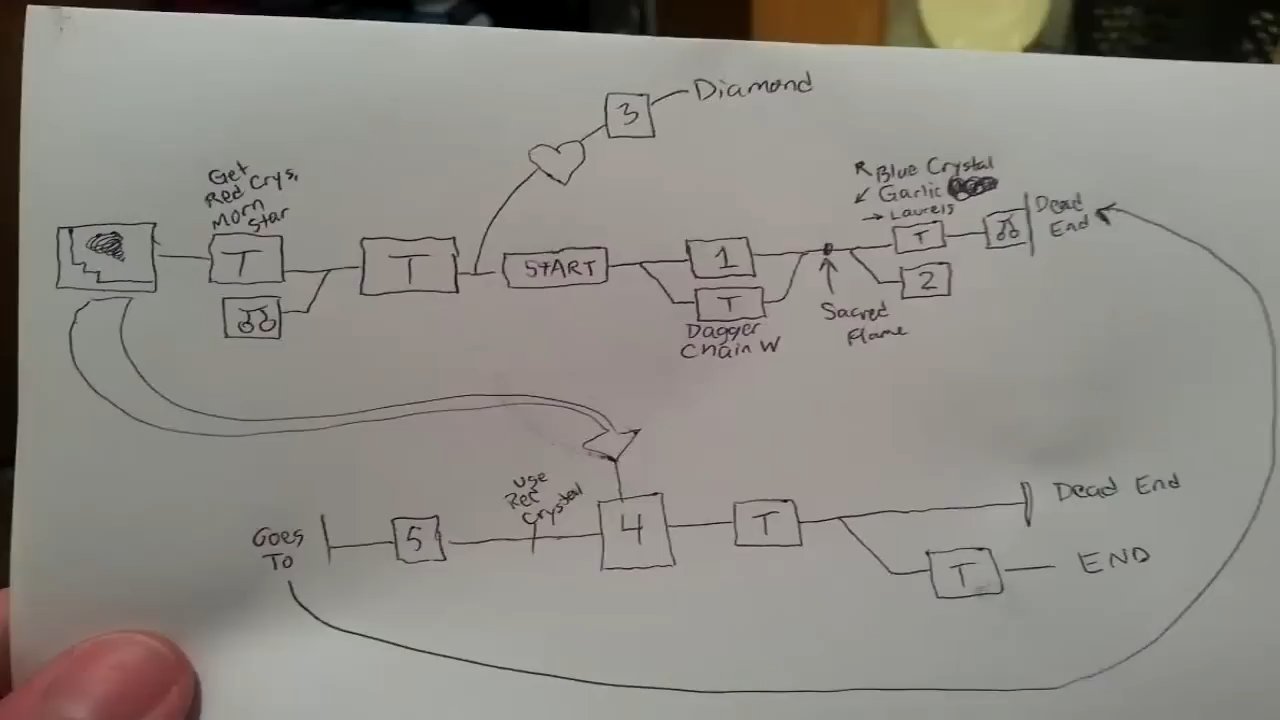 Diamond
3
Get
Red Crys.
Morn
Star
R Blue Crystal
↙ Garlic
→ Laurels
Dead
End
T
T
START
1
T
2
T
Dagger
Chain W
Sacred
Flame
Use
Red
Crystal
Dead End
Goes
To
5
4
T
T
END